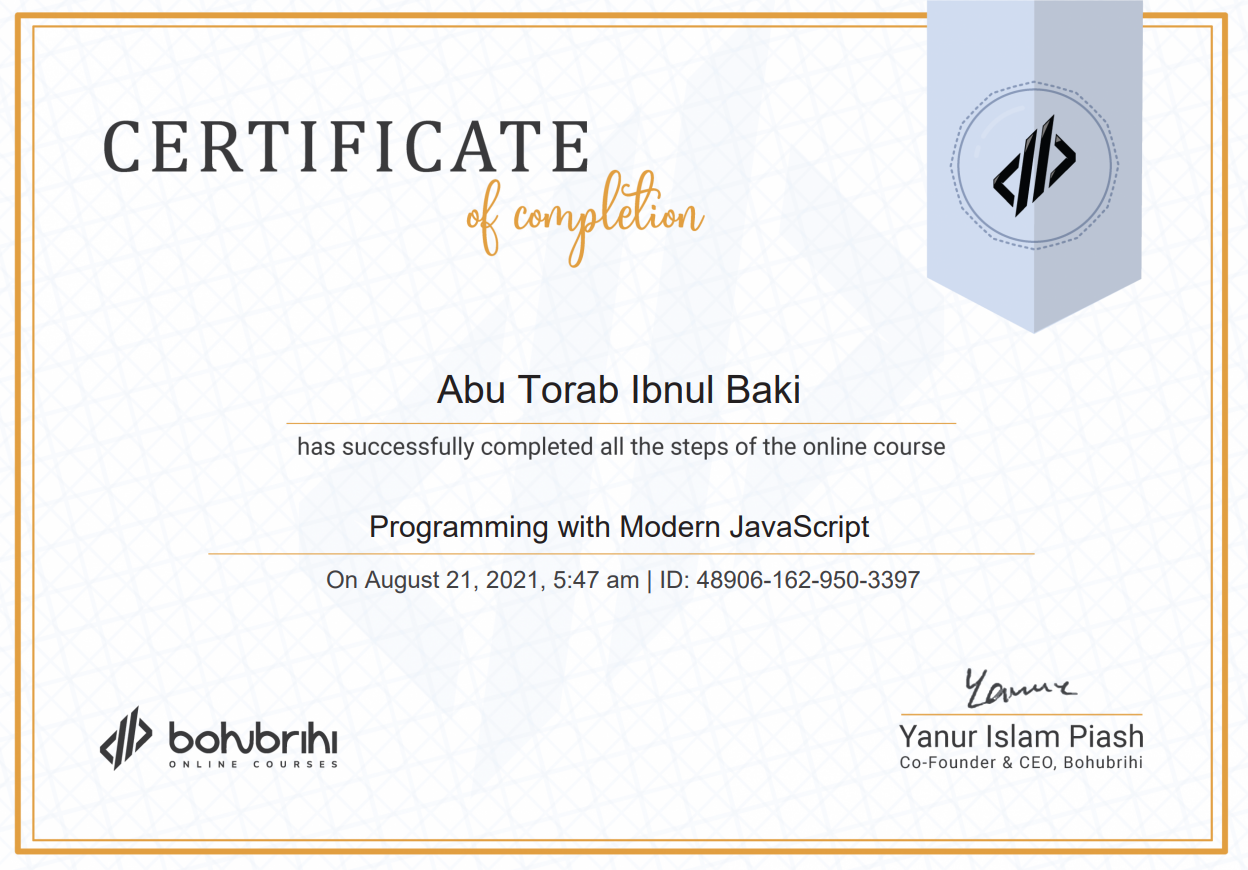 CERTIFICATE
of completion
Abu Torab Ibnul Baki
has successfully completed all the steps of the online course
Programming with Modern JavaScript
On August 21, 2021, 5:47 am | ID: 48906-162-950-3397
bohubrihi
ONLINE COURSES
Yanur
Yanur Islam Piash
Co-Founder & CEO, Bohubrihi